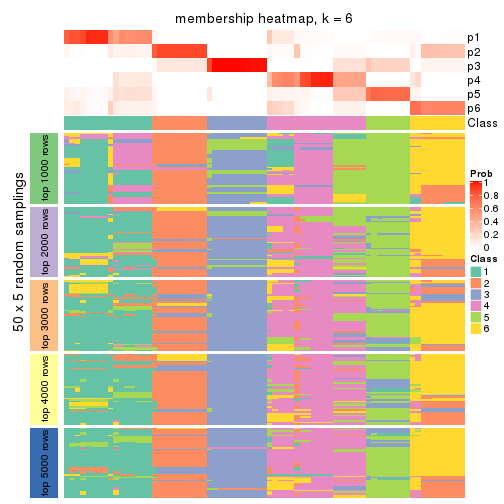 membership heatmap, k = 6
p1
p2
p3
p4
p5
p6
Class
50 x 5 random samplings
top 1000 rows
top 2000 rows
top 3000 rows
top 4000 rows
top 5000 rows
Prob
1
0.8
0.6
0.4
0.2
0
Class
1
2
3
4
5
6